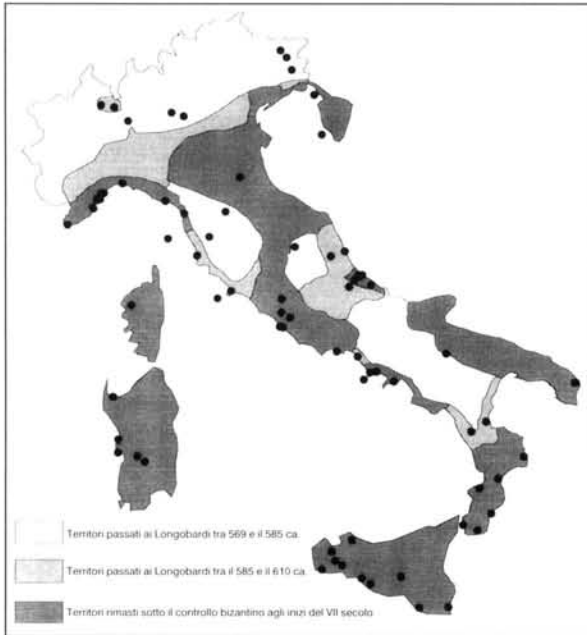 Territori passati ai Longobardi tra 569 e il 585 ca.
Territori passati ai Longobardi tra il 585 e il 610 ca.
Territori rimasti sotto il controllo bizantino agli inizi del VII secolo